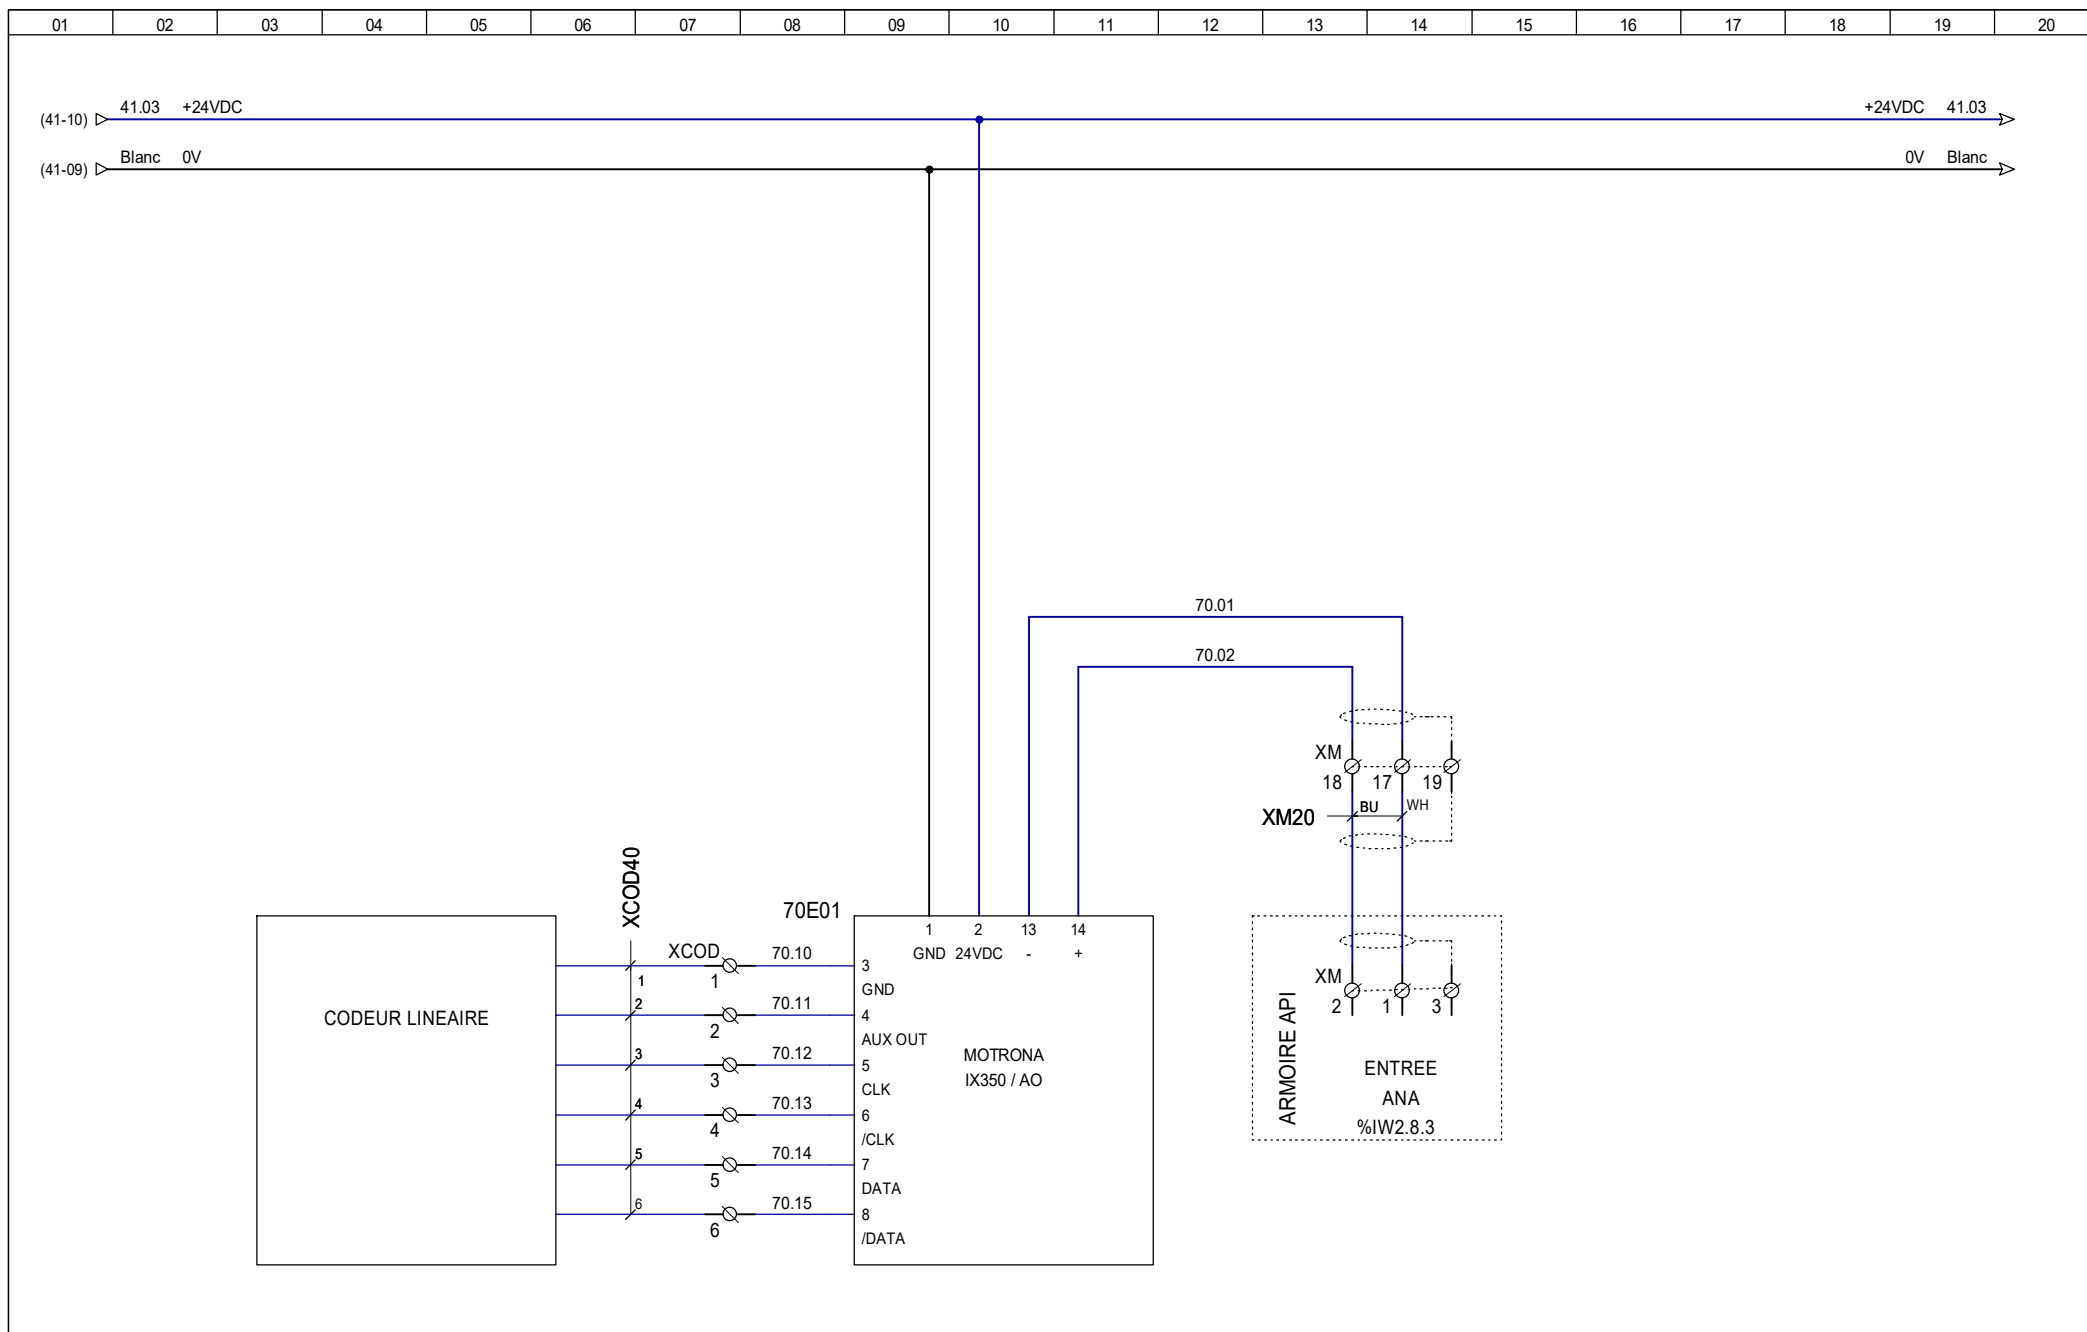 01 02 03 04 05 06 07 08 09 10 11 12 13 14 15 16 17 18 19 20
41.03 +24VDC +24VDC 41.03
(41-10)
Blanc 0V 0V Blanc
(41-09)
70.01
70.02
XM
18 17 19
XM20 BU WH
XCOD40
70E01
1 2 13 14
GND 24VDC - +
XCOD 70.10
1 1 3
GND
2 70.11
2 4
AUX OUT
3 70.12
3 5
CLK
4 70.13
4 6
/CLK
5 70.14
5 7
DATA
6 70.15
6 8
/DATA
CODEUR LINEAIRE
MOTRONA
IX350 / AO
XM
2 1 3
ARMOIRE API
ENTREE
ANA
%IW2.8.3